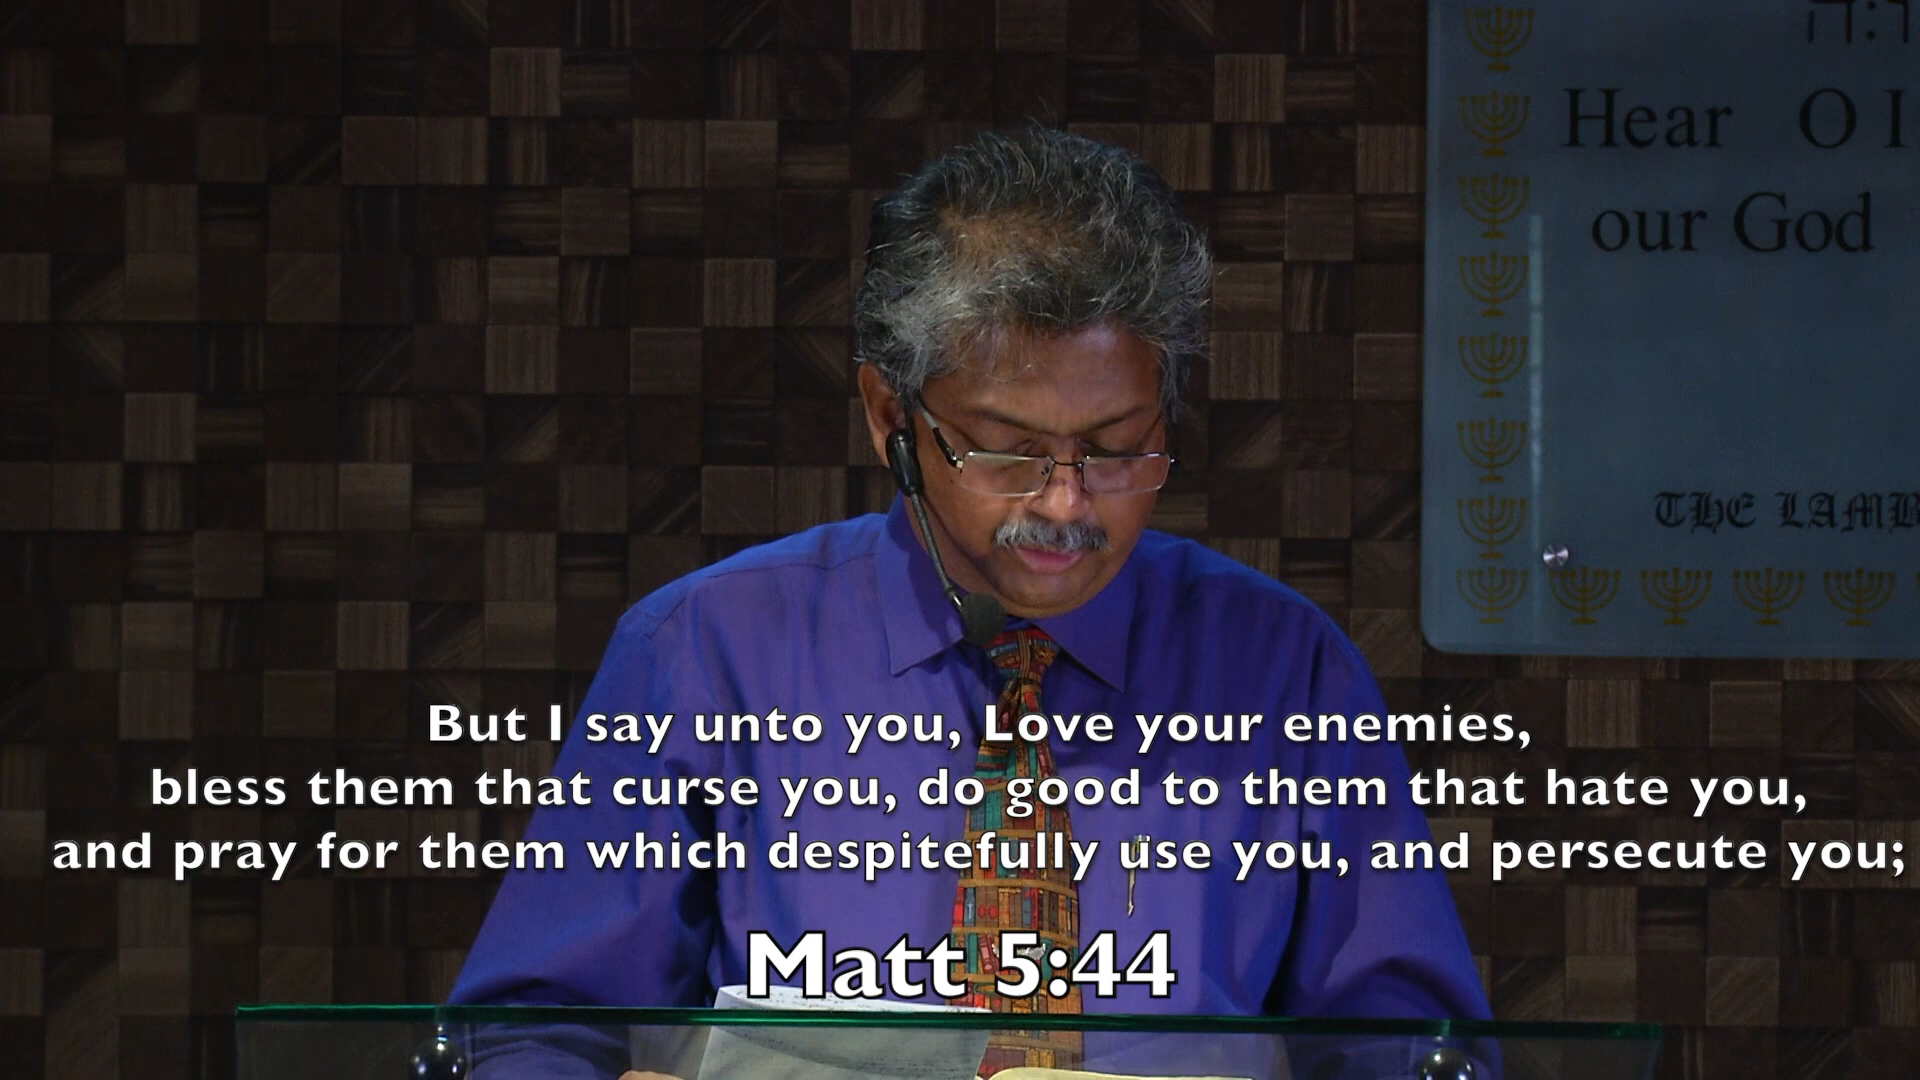 Hear O I
our God
THE LAMB
But I say unto you, Love your enemies,
bless them that curse you, do good to them that hate you,
and pray for them which despitefully use you, and persecute you;
Matt 5:44